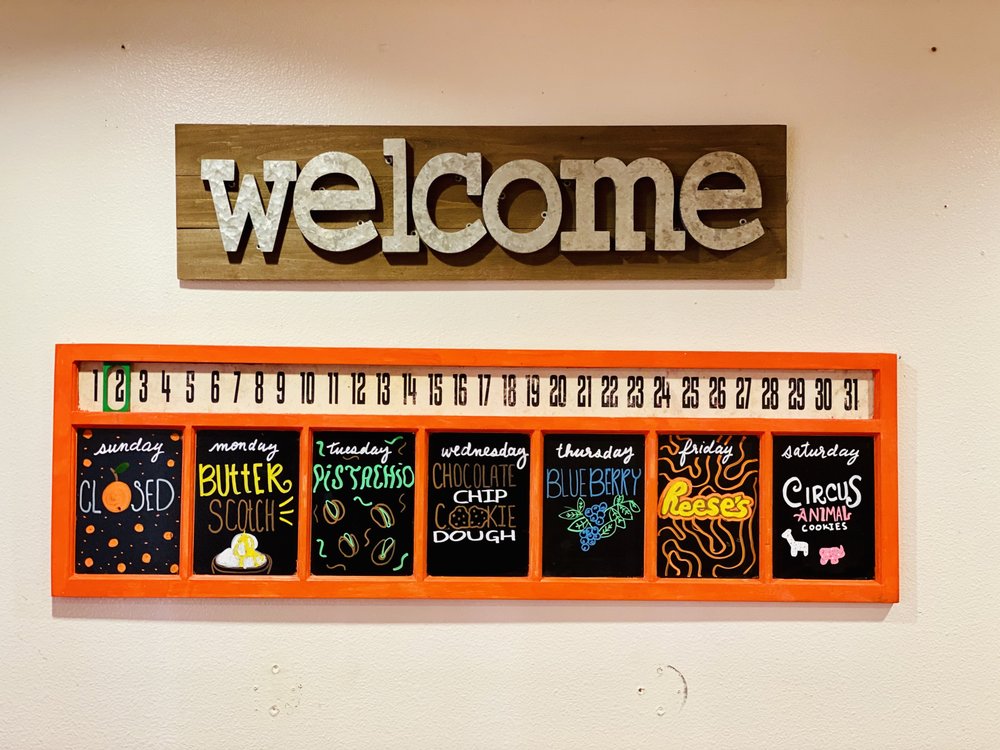 welcome
1 2 3 4 5 6 7 8 9 10 11 12 13 14 15 16 17 18 19 20 21 22 23 24 25 26 27 28 29 30 31
sunday
CLOSED
monday
BUTTER
SCOTCH
tuesday
PISTACHIO
wednesday
CHOCOLATE
CHIP
COOKIE
DOUGH
thursday
BLUEBERRY
friday
Reese's
saturday
CIRCUS
ANIMAL
COOKIES